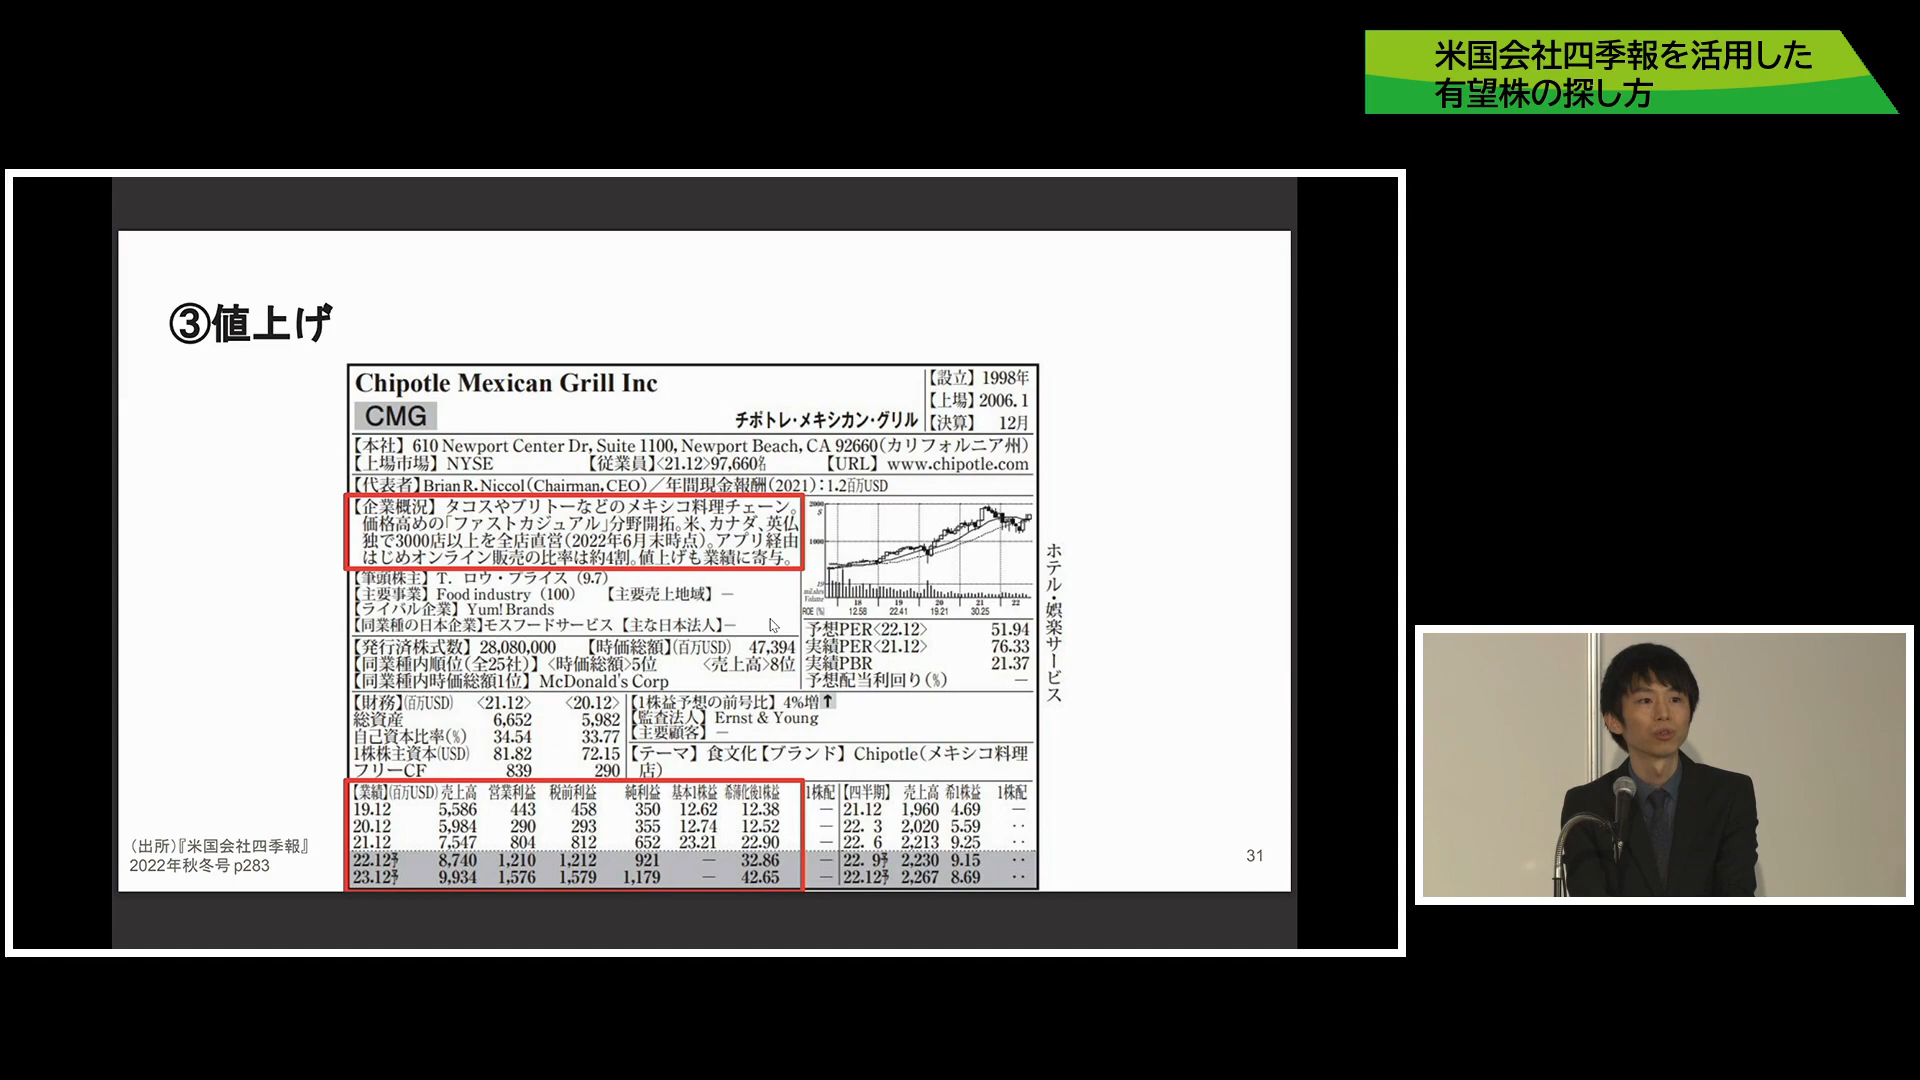 米国会社四季報を活用した
有望株の探し方
③値上げ
Chipotle Mexican Grill Inc
CMG
チポトレ・メキシカン・グリル
【設立】1998年
【上場】2006. 1
【決算】 12月
【本社】610 Newport Center Dr, Suite 1100, Newport Beach, CA 92660(カリフォルニア州)
【上場市場】NYSE 【従業員】<21.12>97,660名 【URL】www.chipotle.com
【代表者】Brian R. Niccol(Chairman, CEO)／年間現金報酬(2021):1.2百万USD
【企業概況】タコスやブリトーなどのメキシコ料理チェーン。
価格高めの「ファストカジュアル」分野開拓。米、カナダ、英仏
独で3000店以上を全店直営(2022年6月末時点)。アプリ経由
はじめオンライン販売の比率は約4割。値上げも業績に寄与。
【筆頭株主】T. ロウ・プライス (9.7)
【主要事業】Food industry (100) 【主要売上地域】―
【ライバル企業】Yum! Brands
【同業種の日本企業】モスフードサービス【主な日本法人】―
【発行済株式数】28,080,000 【時価総額】(百万USD) 47,394
【同業種内順位(全25社)】<時価総額>5位 <売上高>8位
【同業種内時価総額1位】McDonald's Corp
2000
$
1000
18 19 20 21 22
ROE (%) 12.58 22.41 19.21 30.25
予想PER<22.12> 51.94
実績PER<21.12> 76.33
実績PBR 21.37
予想配当利回り(%) ―
ホテル・娯楽サービス
【財務】(百万USD) <21.12> <20.12>
総資産 6,652 5,982
自己資本比率(%) 34.54 33.77
1株株主資本(USD) 81.82 72.15
フリーCF 839 290
【1株益予想の前号比】4%増↑
【監査法人】Ernst & Young
【主要顧客】―
【テーマ】食文化【ブランド】Chipotle(メキシコ料理
店)
【業績】(百万USD) 売上高 営業利益 税前利益 純利益 基本1株益 希薄化後1株益 1株配
19.12 5,586 443 458 350 12.62 12.38 ―
20.12 5,984 290 293 355 12.74 12.52 ―
21.12 7,547 804 812 652 23.21 22.90 ―
22.12予 8,740 1,210 1,212 921 ― 32.86 ―
23.12予 9,934 1,576 1,579 1,179 ― 42.65 ―
【四半期】 売上高 希1株益 1株配
21.12 1,960 4.69 ―
22. 3 2,020 5.59 ‥
22. 6 2,213 9.25 ‥
22. 9予 2,230 9.15 ‥
22.12予 2,267 8.69 ‥
(出所)『米国会社四季報』
2022年秋冬号 p283
31